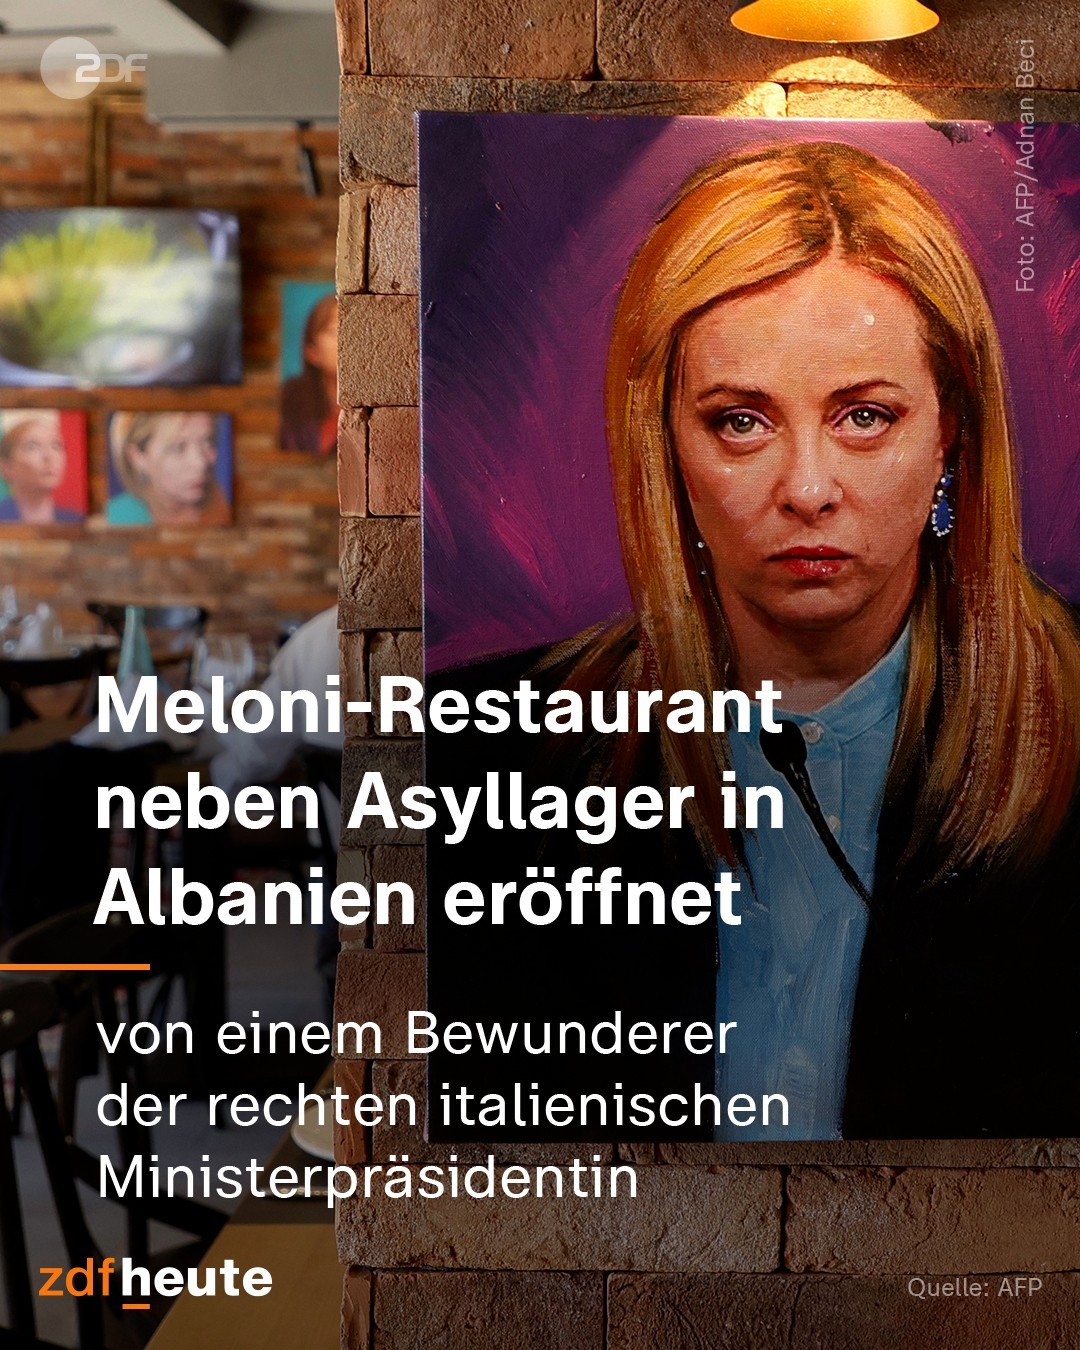 ZDF
Foto: AFP/Adnan Beci
Meloni-Restaurant
neben Asyllager in
Albanien eröffnet
von einem Bewunderer
der rechten italienischen
Ministerpräsidentin
zdfheute
Quelle: AFP